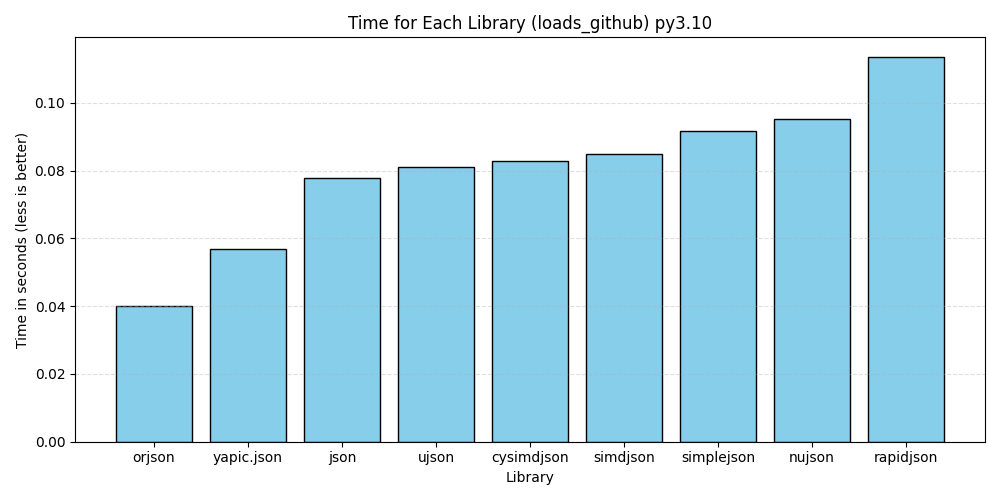 Time for Each Library (loads_github) py3.10
Time in seconds (less is better)
0.10
0.08
0.06
0.04
0.02
0.00
orjson yapic.json json ujson cysimdjson simdjson simplejson nujson rapidjson
Library